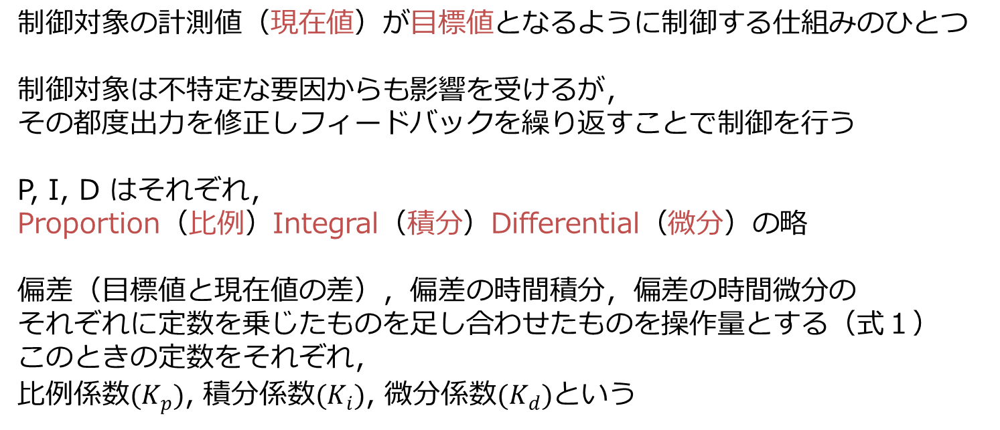 制御対象の計測値（現在値）が目標値となるように制御する仕組みのひとつ
制御対象は不特定な要因からも影響を受けるが，
その都度出力を修正しフィードバックを繰り返すことで制御を行う
P, I, D はそれぞれ，
Proportion（比例）Integral（積分）Differential（微分）の略
偏差（目標値と現在値の差），偏差の時間積分，偏差の時間微分の
それぞれに定数を乗じたものを足し合わせたものを操作量とする（式１）
このときの定数をそれぞれ，
比例係数(K_p)，積分係数(K_i)，微分係数(K_d)という